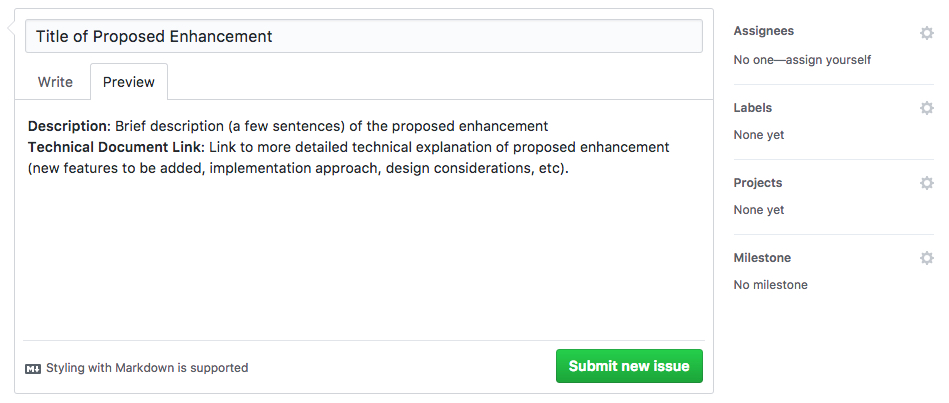 Title of Proposed Enhancement
Write
Preview
Description: Brief description (a few sentences) of the proposed enhancement
Technical Document Link: Link to more detailed technical explanation of proposed enhancement
(new features to be added, implementation approach, design considerations, etc).
Styling with Markdown is supported
Submit new issue
Assignees
No one—assign yourself
Labels
None yet
Projects
None yet
Milestone
No milestone